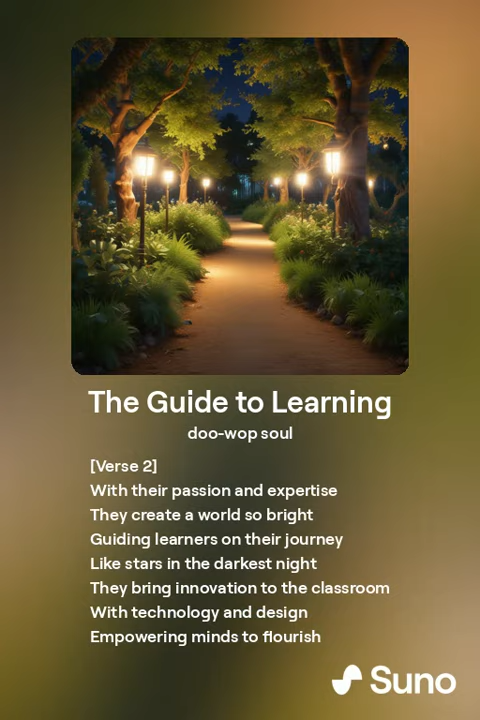 The Guide to Learning
doo-wop soul
[Verse 2]
With their passion and expertise
They create a world so bright
Guiding learners on their journey
Like stars in the darkest night
They bring innovation to the classroom
With technology and design
Empowering minds to flourish
Suno